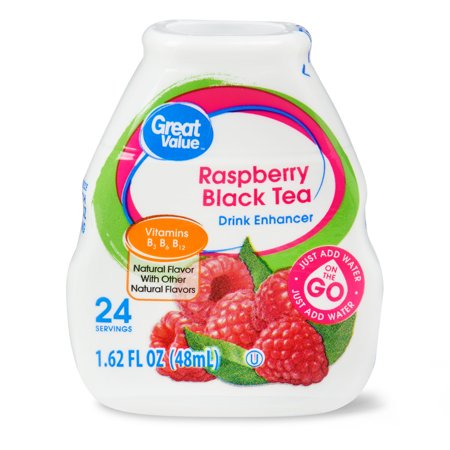 Great
Value™
Raspberry
Black Tea
Drink Enhancer
Vitamins
B3 B6 B12
Natural Flavor
With Other
Natural Flavors
JUST ADD WATER
ON THE
GO
JUST ADD WATER
24
SERVINGS
1.62 FL OZ (48mL)
U